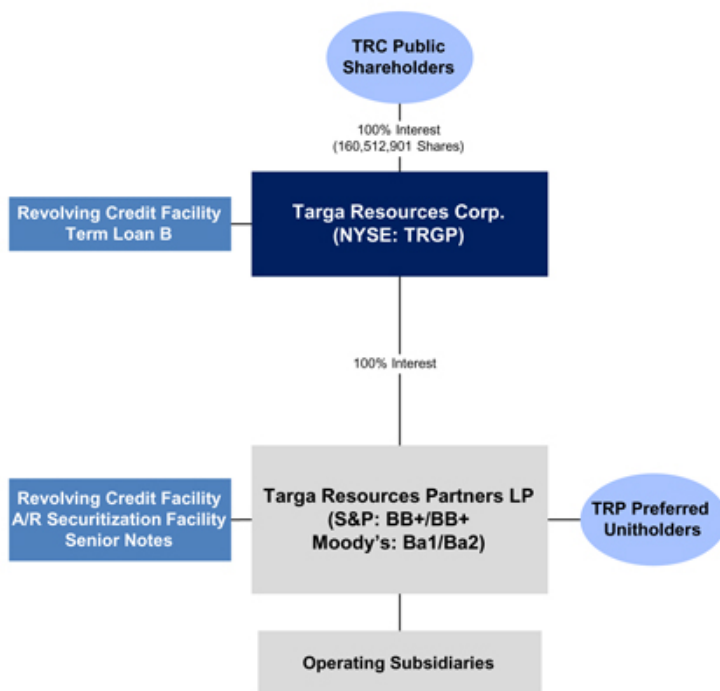 TRC Public
Shareholders
100% Interest
(160,512,901 Shares)
Revolving Credit Facility
Term Loan B
Targa Resources Corp.
(NYSE: TRGP)
100% Interest
Revolving Credit Facility
A/R Securitization Facility
Senior Notes
Targa Resources Partners LP
(S&P: BB+/BB+
Moody's: Ba1/Ba2)
TRP Preferred
Unitholders
Operating Subsidiaries